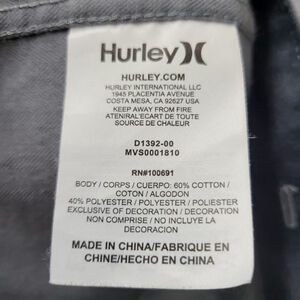 Hurley
HURLEY.COM
HURLEY INTERNATIONAL LLC
1945 PLACENTIA AVENUE
COSTA MESA, CA 92627 USA
KEEP AWAY FROM FIRE
ATENIRALÉCART DE TOUTE
SOURCE DE CHALEUR
D1392-00
MVS0001810
RN#100691
BODY / CORPS / CUERPO: 60% COTTON /
COTON / ALGODON
40% POLYESTER / POLYESTER / POLIESTER
EXCLUSIVE OF DECORATION / DECORATION
NON COMPRISE / NO INCLUYE LA
DECORACION
MADE IN CHINA/FABRIQUE EN
CHINE/HECHO EN CHINA